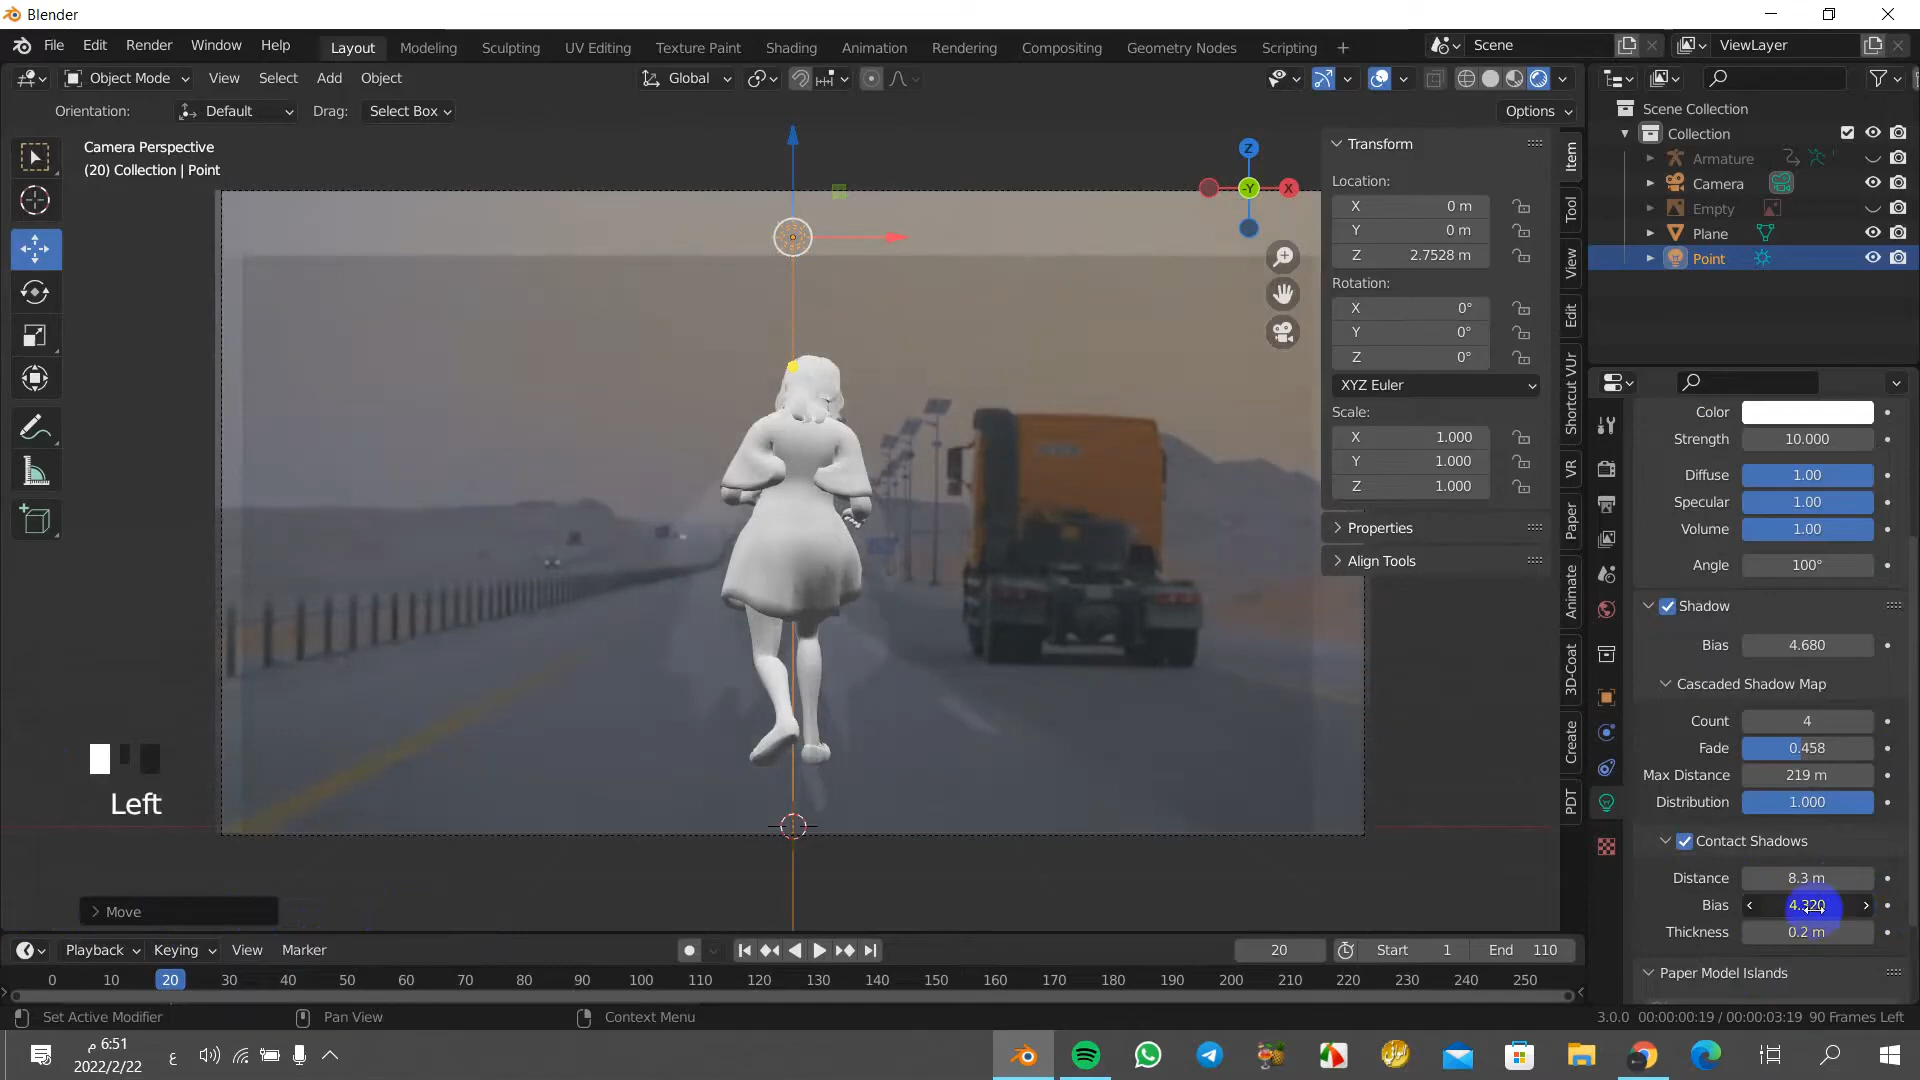 Blender
File Edit Render Window Help
Layout Modeling Sculpting UV Editing Texture Paint Shading Animation Rendering Compositing Geometry Nodes Scripting +
Scene
ViewLayer
Object Mode View Select Add Object
Global
Orientation: Default Drag: Select Box
Options
Camera Perspective
(20) Collection | Point
Z
-Y
X
Transform
Location:
X 0 m
Y 0 m
Z 2.7528 m
Rotation:
X 0°
Y 0°
Z 0°
XYZ Euler
Scale:
X 1.000
Y 1.000
Z 1.000
Properties
Align Tools
Item
Tool
View
Edit
Shortcut VUr
VR
Paper
Animate
3D-Coat
Create
PDT
Scene Collection
Collection
Armature
Camera
Empty
Plane
Point
Color
Strength 10.000
Diffuse 1.00
Specular 1.00
Volume 1.00
Angle 100°
Shadow
Bias 4.680
Cascaded Shadow Map
Count 4
Fade 0.458
Max Distance 219 m
Distribution 1.000
Contact Shadows
Distance 8.3 m
Bias 4.320
Thickness 0.2 m
Paper Model Islands
Left
Move
Playback Keying View Marker
20 Start 1 End 110
0 10 20 30 40 50 60 70 80 90 100 110 120 130 140 150 160 170 180 190 200 210 220 230 240 250
Set Active Modifier Pan View Context Menu
3.0.0 00:00:00:19 / 00:00:03:19 90 Frames Left
6:51 م
2022/2/22
ع